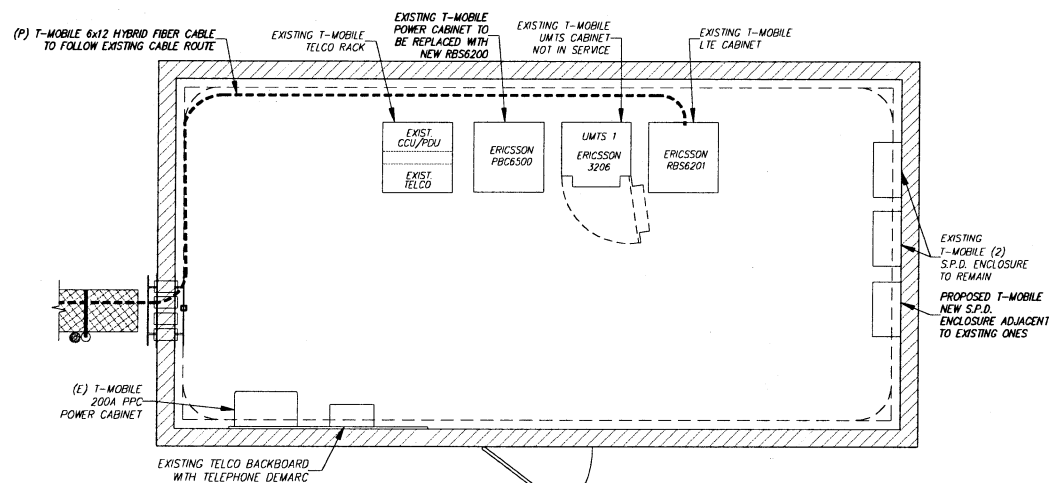 (P) T-MOBILE 6x12 HYBRID FIBER CABLE
TO FOLLOW EXISTING CABLE ROUTE
EXISTING T-MOBILE
TELCO RACK
EXISTING T-MOBILE
POWER CABINET TO
BE REPLACED WITH
NEW RBS6200
EXISTING T-MOBILE
UMTS CABINET
NOT IN SERVICE
EXISTING T-MOBILE
LTE CABINET
EXIST.
CCU/PDU
EXIST.
TELCO
ERICSSON
PBC6500
UMTS 1
ERICSSON
3206
ERICSSON
RBS6201
EXISTING
T-MOBILE (2)
S.P.D. ENCLOSURE
TO REMAIN
PROPOSED T-MOBILE
NEW S.P.D.
ENCLOSURE ADJACENT
TO EXISTING ONES
(E) T-MOBILE
200A PPC
POWER CABINET
EXISTING TELCO BACKBOARD
WITH TELEPHONE DEMARC